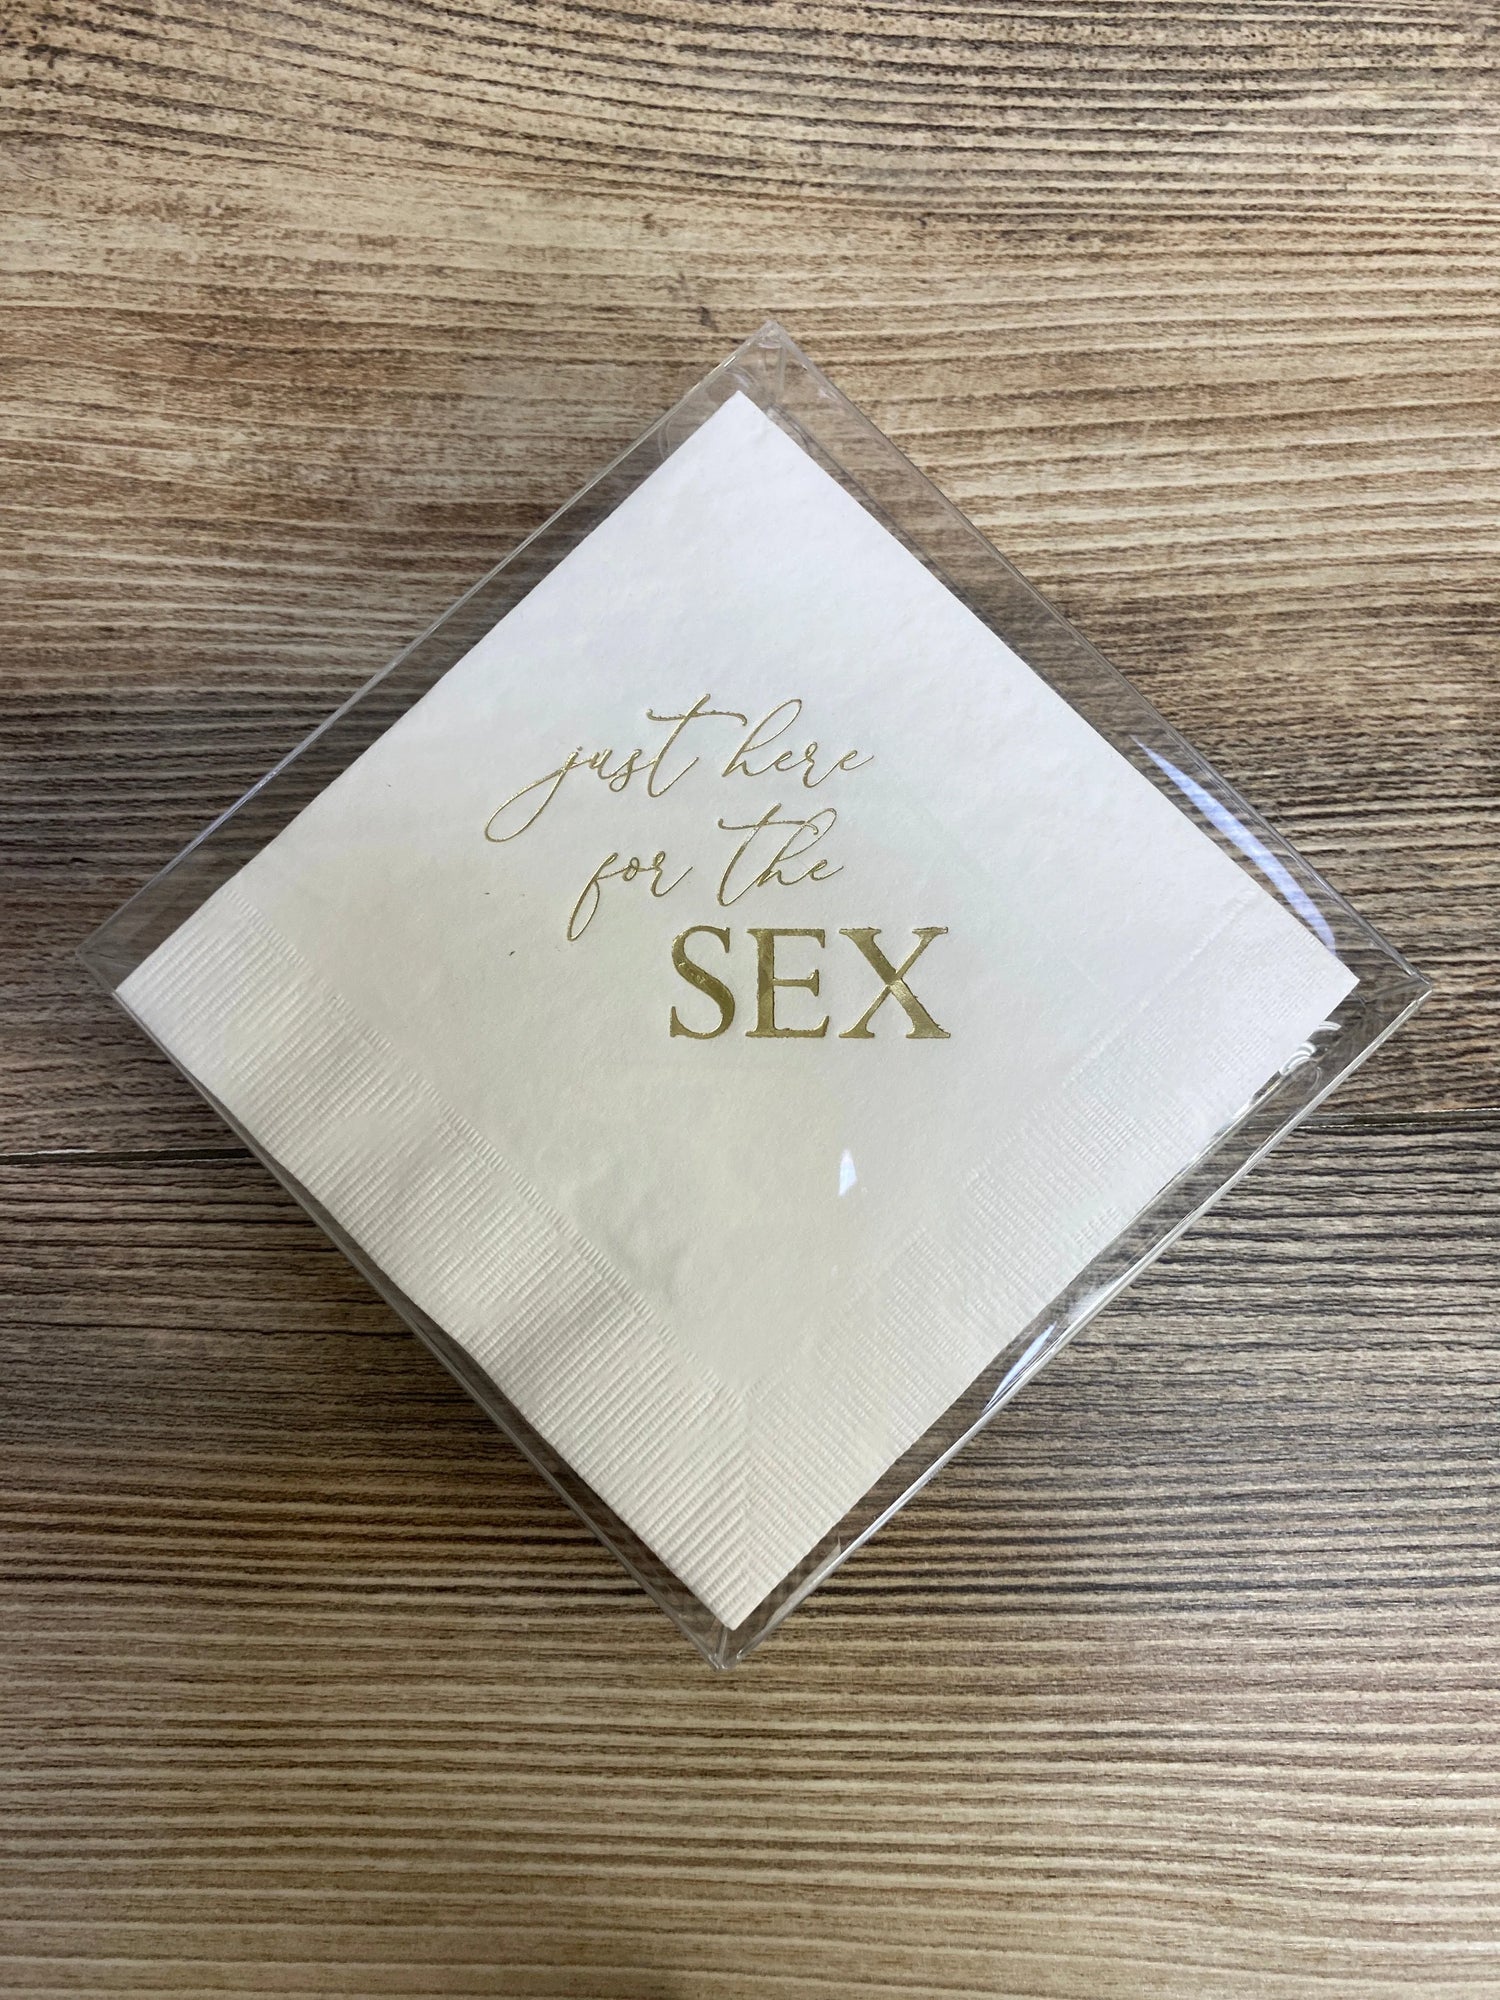 just here
for the
SEX